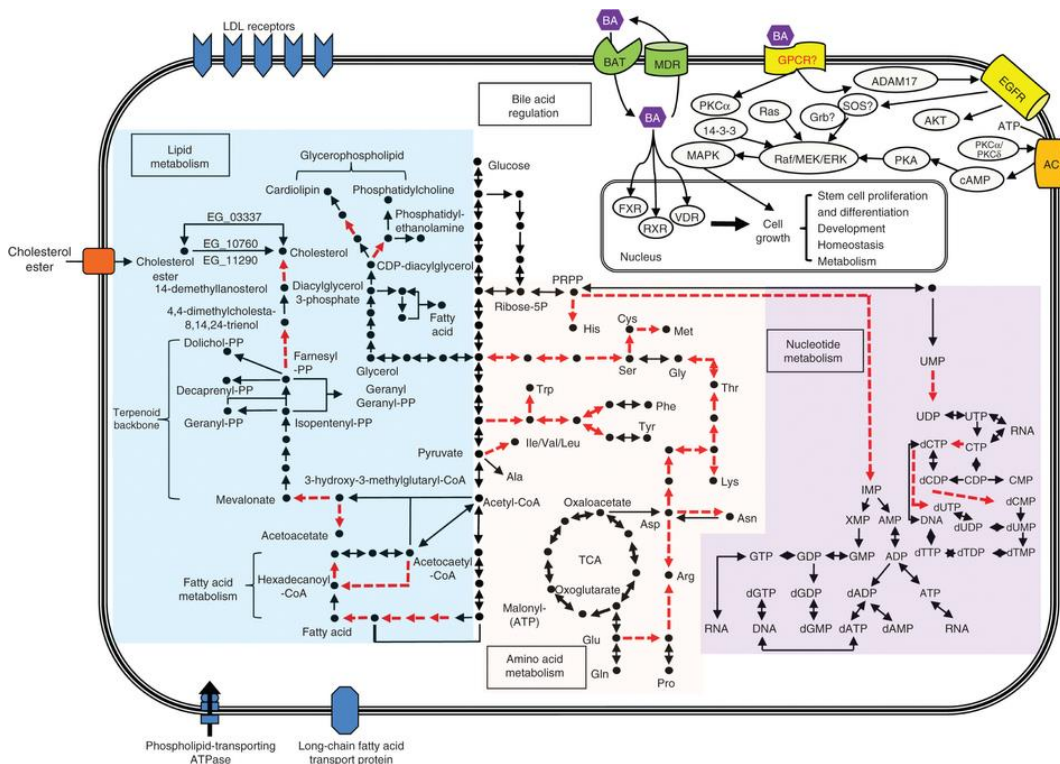 LDL receptors
BA
BA
BAT
MDR
GPCR?
ADAM17
EGFR
Bile acid
regulation
PKCα
Ras
Grb?
SOS?
AKT
ATP
BA
14-3-3
PKCα/
PKCδ
AC
MAPK
Raf/MEK/ERK
PKA
cAMP
FXR
RXR
VDR
Nucleus
Cell
growth
Stem cell proliferation
and differentiation
Development
Homeostasis
Metabolism
Lipid
metabolism
Glycerophospholipid
Cardiolipin
Phosphatidylcholine
Phosphatidyl-
ethanolamine
Glucose
EG_03337
EG_10760
EG_11290
Cholesterol
ester
Cholesterol
ester
Cholesterol
CDP-diacylglycerol
14-demethyllanosterol
Diacylglycerol
3-phosphate
Fatty
acid
4,4-dimethylcholesta-
8,14,24-trienol
Glycerol
Dolichol-PP
Farnesyl
-PP
Decaprenyl-PP
Geranyl
Geranyl-PP
Terpenoid
backbone
Geranyl-PP
Isopentenyl-PP
3-hydroxy-3-methylglutaryl-CoA
Mevalonate
Acetoacetate
Acetocaetyl
-CoA
Fatty acid
metabolism
Hexadecanoyl
-CoA
Fatty acid
Ribose-5P
PRPP
His
Cys
Met
Ser
Gly
Thr
Trp
Phe
Tyr
Ile/Val/Leu
Pyruvate
Ala
Lys
Acetyl-CoA
Oxaloacetate
Asp
Asn
TCA
Oxoglutarate
Arg
Malonyl-
(ATP)
Glu
Gln
Pro
Amino acid
metabolism
Nucleotide
metabolism
UMP
UDP
UTP
RNA
dCTP
CTP
dCDP
CDP
CMP
IMP
dUTP
dCMP
XMP
AMP
DNA
dUDP
dUMP
GTP
GDP
GMP
ADP
dTTP
dTDP
dTMP
dGTP
dGDP
dADP
ATP
RNA
DNA
dGMP
dATP
dAMP
RNA
Phospholipid-transporting
ATPase
Long-chain fatty acid
transport protein